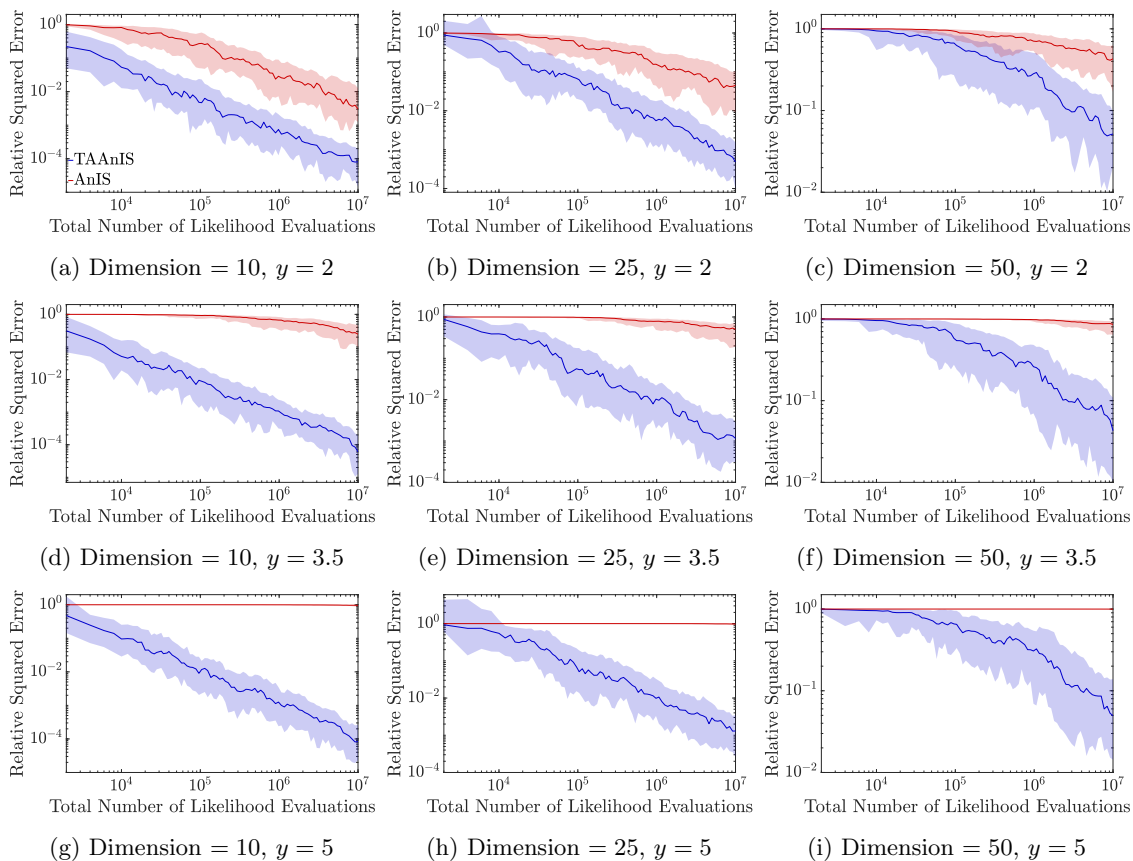 10^0
10^-2
10^-4
Relative Squared Error
TAAnIS
AnIS
10^4 10^5 10^6 10^7
Total Number of Likelihood Evaluations
(a) Dimension = 10, y = 2
10^0
10^-2
10^-4
Relative Squared Error
10^4 10^5 10^6 10^7
Total Number of Likelihood Evaluations
(b) Dimension = 25, y = 2
10^0
10^-1
10^-2
Relative Squared Error
10^4 10^5 10^6 10^7
Total Number of Likelihood Evaluations
(c) Dimension = 50, y = 2
10^0
10^-2
10^-4
Relative Squared Error
10^4 10^5 10^6 10^7
Total Number of Likelihood Evaluations
(d) Dimension = 10, y = 3.5
10^0
10^-2
10^-4
Relative Squared Error
10^4 10^5 10^6 10^7
Total Number of Likelihood Evaluations
(e) Dimension = 25, y = 3.5
10^0
10^-1
10^-2
Relative Squared Error
10^4 10^5 10^6 10^7
Total Number of Likelihood Evaluations
(f) Dimension = 50, y = 3.5
10^0
10^-2
10^-4
Relative Squared Error
10^4 10^5 10^6 10^7
Total Number of Likelihood Evaluations
(g) Dimension = 10, y = 5
10^0
10^-2
10^-4
Relative Squared Error
10^4 10^5 10^6 10^7
Total Number of Likelihood Evaluations
(h) Dimension = 25, y = 5
10^0
10^-1
10^-2
Relative Squared Error
10^4 10^5 10^6 10^7
Total Number of Likelihood Evaluations
(i) Dimension = 50, y = 5